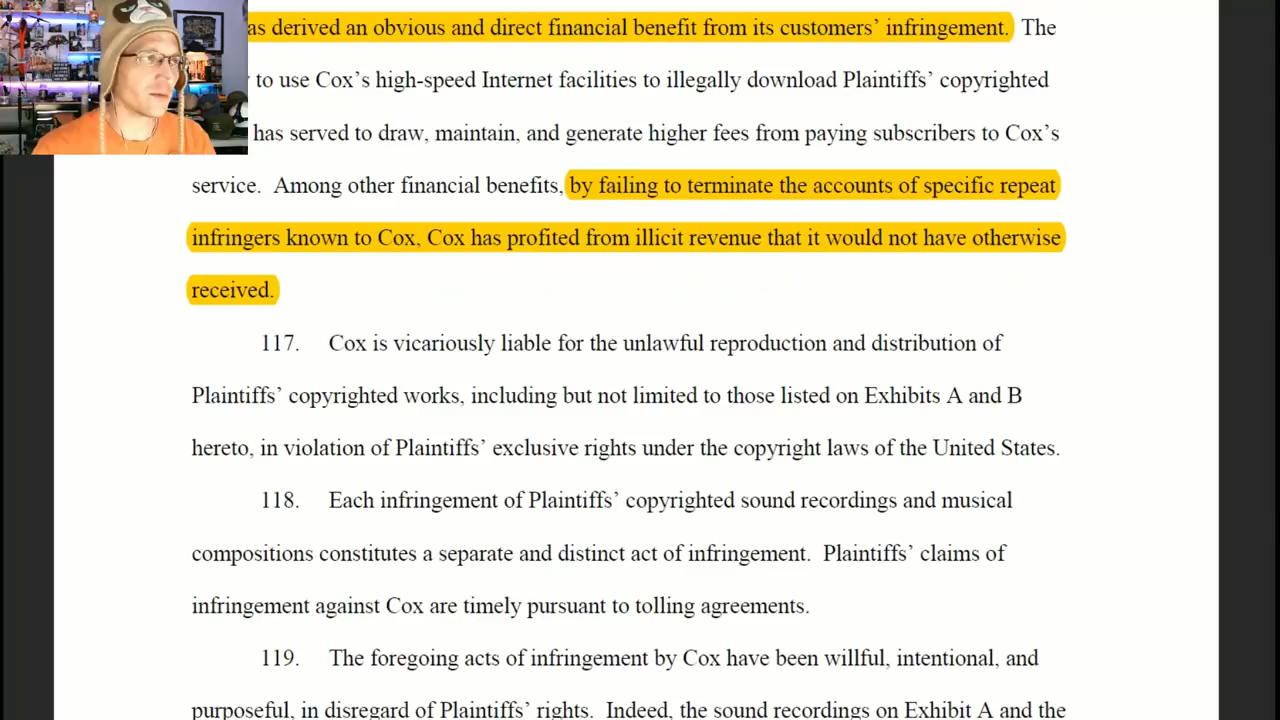 as derived an obvious and direct financial benefit from its customers’ infringement. The
to use Cox’s high-speed Internet facilities to illegally download Plaintiffs’ copyrighted
has served to draw, maintain, and generate higher fees from paying subscribers to Cox’s
service. Among other financial benefits, by failing to terminate the accounts of specific repeat
infringers known to Cox, Cox has profited from illicit revenue that it would not have otherwise
received.
117. Cox is vicariously liable for the unlawful reproduction and distribution of
Plaintiffs’ copyrighted works, including but not limited to those listed on Exhibits A and B
hereto, in violation of Plaintiffs’ exclusive rights under the copyright laws of the United States.
118. Each infringement of Plaintiffs’ copyrighted sound recordings and musical
compositions constitutes a separate and distinct act of infringement. Plaintiffs’ claims of
infringement against Cox are timely pursuant to tolling agreements.
119. The foregoing acts of infringement by Cox have been willful, intentional, and
purposeful, in disregard of Plaintiffs’ rights. Indeed, the sound recordings on Exhibit A and the